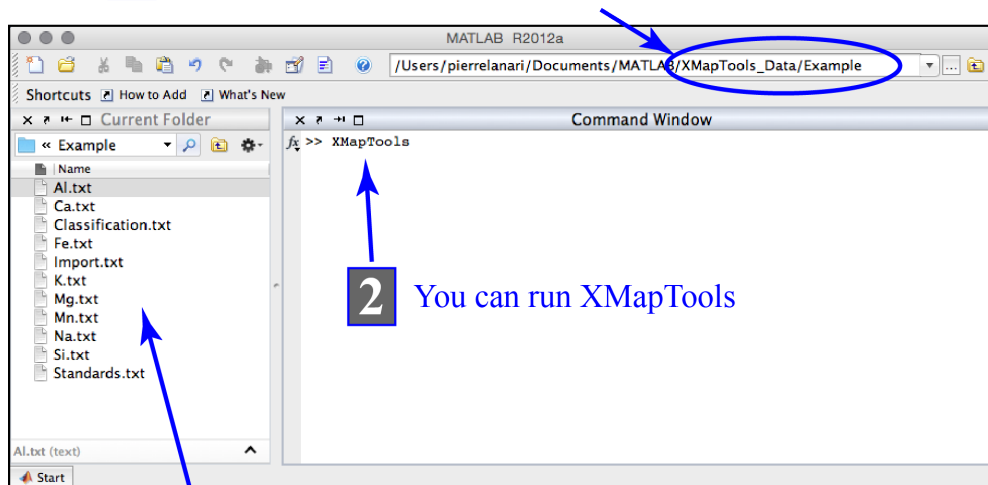 MATLAB R2012a
/Users/pierrelanari/Documents/MATLAB/XMapTools_Data/Example
...
Shortcuts How to Add What's New
Current Folder
Command Window
« Example
fx >> XMapTools
Name
Al.txt
Ca.txt
Classification.txt
Fe.txt
Import.txt
K.txt
Mg.txt
Mn.txt
Na.txt
Si.txt
Standards.txt
2 You can run XMapTools
Al.txt (text)
Start